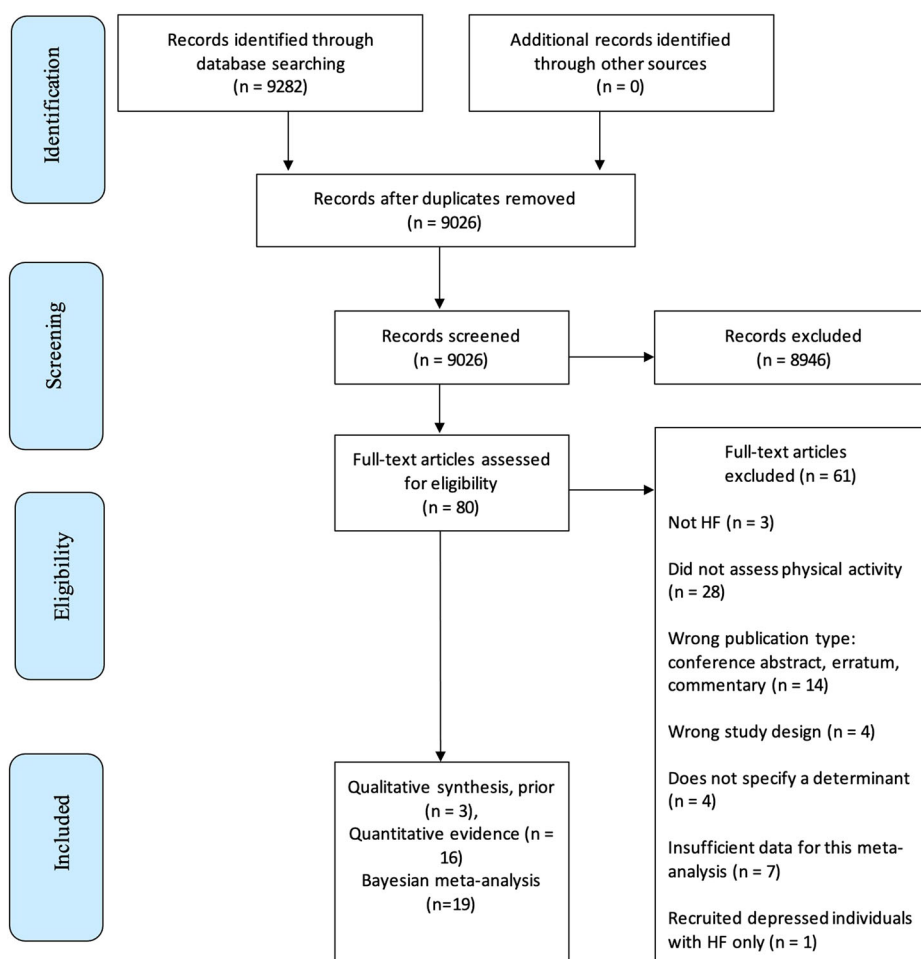 Identification
Records identified through
database searching
(n = 9282)
Additional records identified
through other sources
(n = 0)
Records after duplicates removed
(n = 9026)
Screening
Records screened
(n = 9026)
Records excluded
(n = 8946)
Eligibility
Full-text articles assessed
for eligibility
(n = 80)
Full-text articles
excluded (n = 61)
Not HF (n = 3)
Did not assess physical activity
(n = 28)
Wrong publication type:
conference abstract, erratum,
commentary (n = 14)
Wrong study design (n = 4)
Does not specify a determinant
(n = 4)
Insufficient data for this meta-
analysis (n = 7)
Recruited depressed individuals
with HF only (n = 1)
Included
Qualitative synthesis, prior
(n = 3),
Quantitative evidence (n =
16)
Bayesian meta-analysis
(n=19)